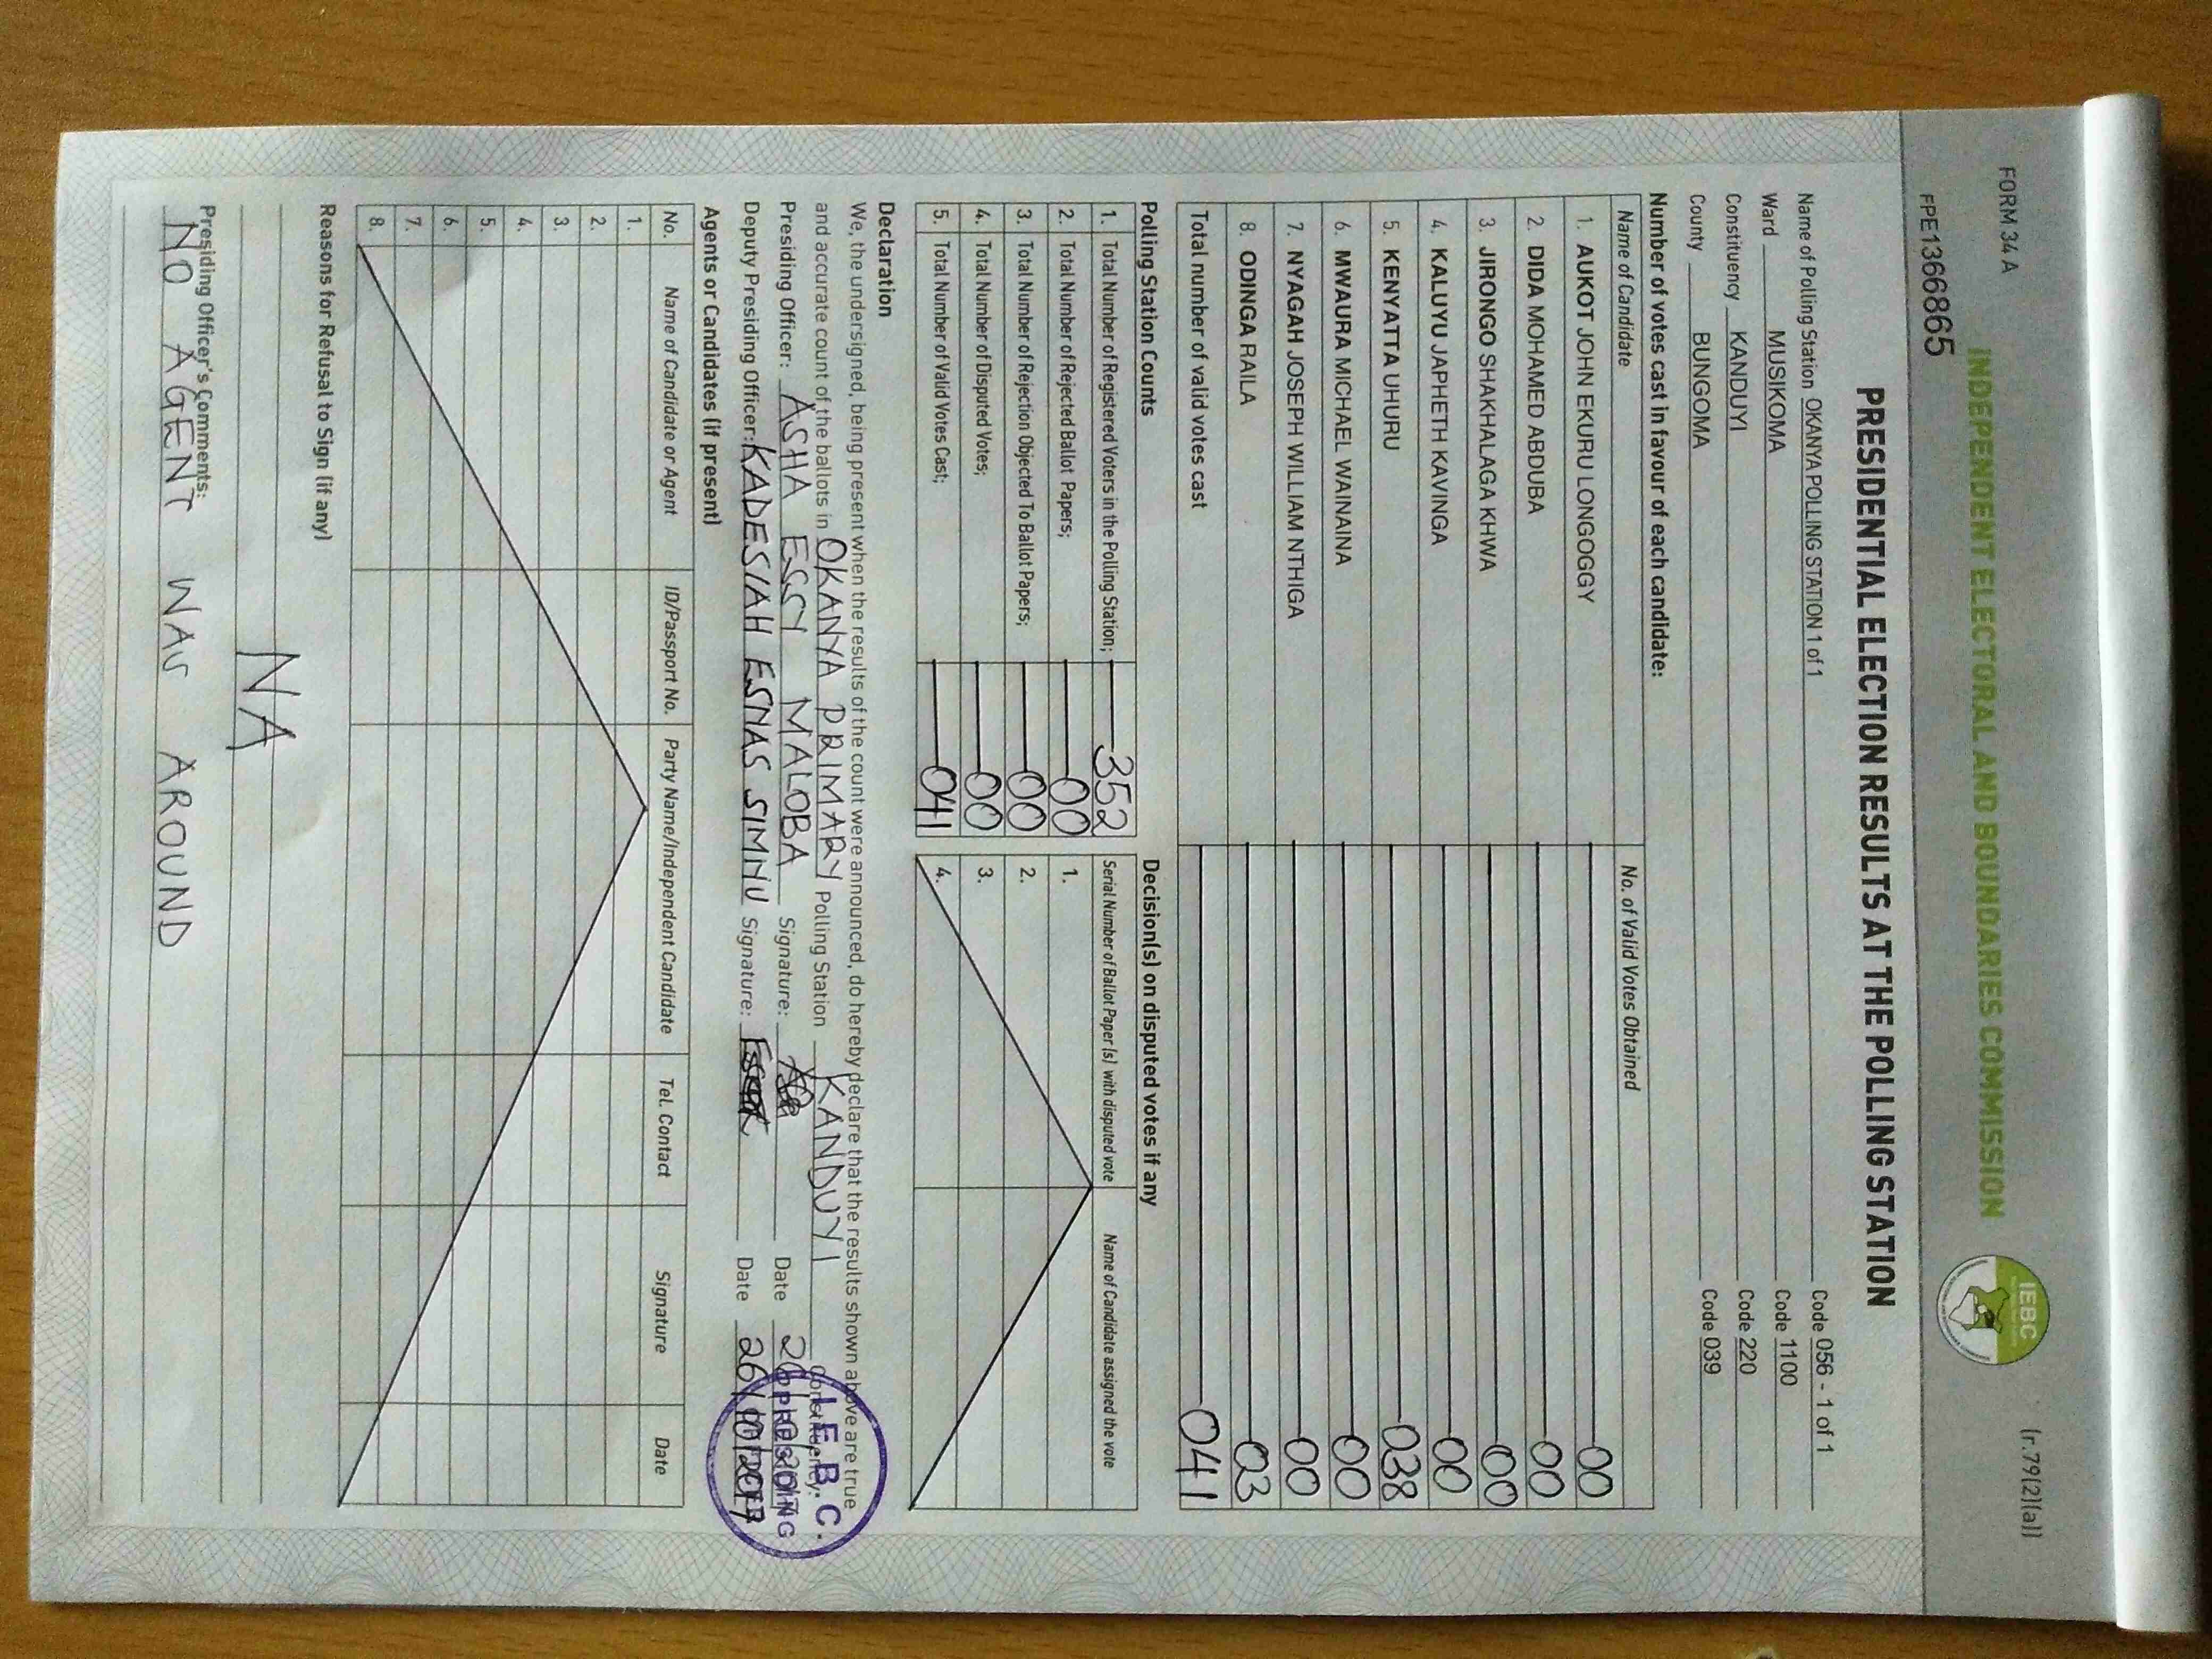 FORM 34 A
(r.79(2)(a))
INDEPENDENT ELECTORAL AND BOUNDARIES COMMISSION
IEBC
FPE136865
PRESIDENTIAL ELECTION RESULTS AT THE POLLING STATION
Name of Polling Station OKANYA POLLING STATION 1 of 1 Code 056 - 1 of 1
Ward MUSIKOMA Code 1100
Constituency KANDUYI Code 220
County BUNGOMA Code 039
Number of votes cast in favour of each candidate:
Name of Candidate No. of Valid Votes Obtained
1. AUKOT JOHN EKURU LONGOGGY 00
2. DIDA MOHAMED ABDUBA 00
3. JIRONGO SHAKHALAGA KHWA 00
4. KALUYU JAPHETH KAVINGA 00
5. KENYATTA UHURU 038
6. MWAURA MICHAEL WAINAINA 00
7. NYAGAH JOSEPH WILLIAM NTHIGA 00
8. ODINGA RAILA 03
Total number of valid votes cast 041
Polling Station Counts
1. Total Number of Registered Voters in the Polling Station; 352
2. Total Number of Rejected Ballot Papers; 00
3. Total Number of Rejection Objected To Ballot Papers; 00
4. Total Number of Disputed Votes; 00
5. Total Number of Valid Votes Cast; 041
Decision(s) on disputed votes if any
Serial Number of Ballot Paper (s) with disputed vote Name of Candidate assigned the vote
1.
2.
3.
4.
Declaration
We, the undersigned, being present when the results of the count were announced, do hereby declare that the results shown above are true
and accurate count of the ballots in OKANYA PRIMARY Polling Station KANDUYI Constituency:
Presiding Officer: ASHA ESSY MALOBA Signature: Date
Deputy Presiding Officer: KADESIAH ESNAS SIMIYU Signature: Date 26/10/2017
I.E.B.C.
PRESIDING
Agents or Candidates (if present)
No. Name of Candidate or Agent ID/Passport No. Party Name/Independent Candidate Tel. Contact Signature Date
1.
2.
3.
4.
5.
6.
7.
8.
Reasons for Refusal to Sign (if any)
NA
Presiding Officer's Comments:
NO AGENT WAS AROUND